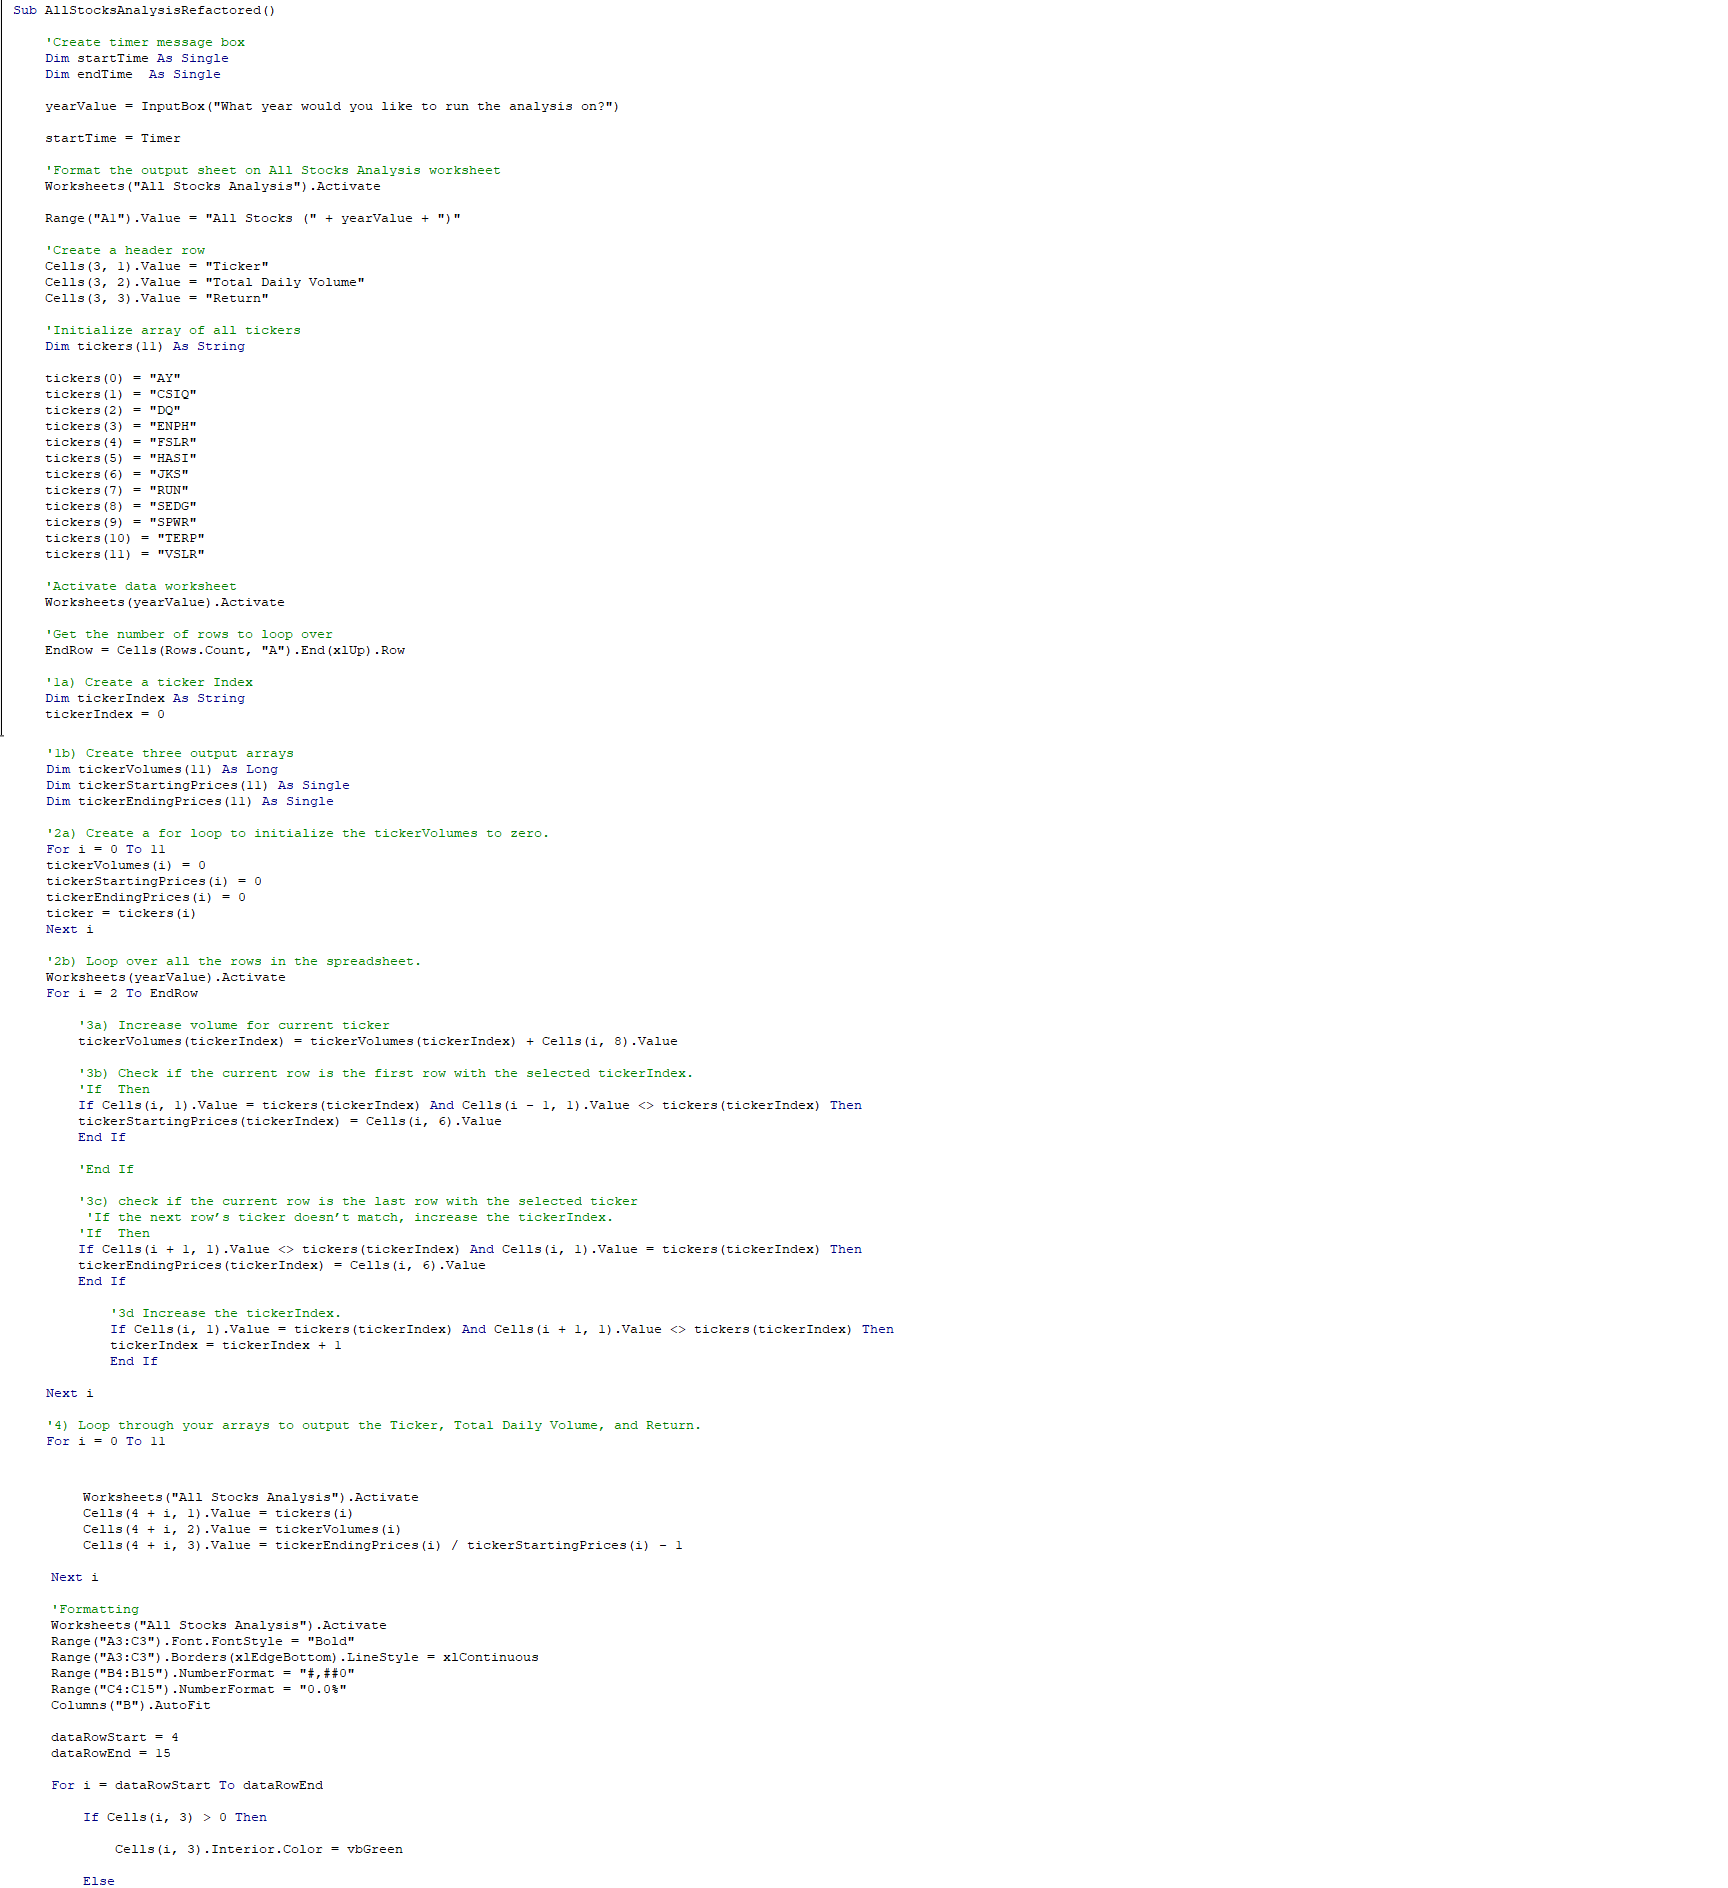 Sub AllStocksAnalysisRefactored()
'Create timer message box
Dim startTime As Single
Dim endTime  As Single
yearValue = InputBox("What year would you like to run the analysis on?")
startTime = Timer
'Format the output sheet on All Stocks Analysis worksheet
Worksheets("All Stocks Analysis").Activate
Range("A1").Value = "All Stocks (" + yearValue + ")"
'Create a header row
Cells(3, 1).Value = "Ticker"
Cells(3, 2).Value = "Total Daily Volume"
Cells(3, 3).Value = "Return"
'Initialize array of all tickers
Dim tickers(11) As String
tickers(0) = "AY"
tickers(1) = "CSIQ"
tickers(2) = "DQ"
tickers(3) = "ENPH"
tickers(4) = "FSLR"
tickers(5) = "HASI"
tickers(6) = "JKS"
tickers(7) = "RUN"
tickers(8) = "SEDG"
tickers(9) = "SPWR"
tickers(10) = "TERP"
tickers(11) = "VSLR"
'Activate data worksheet
Worksheets(yearValue).Activate
'Get the number of rows to loop over
EndRow = Cells(Rows.Count, "A").End(xlUp).Row
'1a) Create a ticker Index
Dim tickerIndex As String
tickerIndex = 0
'1b) Create three output arrays
Dim tickerVolumes(11) As Long
Dim tickerStartingPrices(11) As Single
Dim tickerEndingPrices(11) As Single
'2a) Create a for loop to initialize the tickerVolumes to zero.
For i = 0 To 11
tickerVolumes(i) = 0
tickerStartingPrices(i) = 0
tickerEndingPrices(i) = 0
ticker = tickers(i)
Next i
'2b) Loop over all the rows in the spreadsheet.
Worksheets(yearValue).Activate
For i = 2 To EndRow
'3a) Increase volume for current ticker
tickerVolumes(tickerIndex) = tickerVolumes(tickerIndex) + Cells(i, 8).Value
'3b) Check if the current row is the first row with the selected tickerIndex.
'If  Then
If Cells(i, 1).Value = tickers(tickerIndex) And Cells(i - 1, 1).Value <> tickers(tickerIndex) Then
tickerStartingPrices(tickerIndex) = Cells(i, 6).Value
End If
'End If
'3c) check if the current row is the last row with the selected ticker
'If the next row’s ticker doesn’t match, increase the tickerIndex.
'If  Then
If Cells(i + 1, 1).Value <> tickers(tickerIndex) And Cells(i, 1).Value = tickers(tickerIndex) Then
tickerEndingPrices(tickerIndex) = Cells(i, 6).Value
End If
'3d Increase the tickerIndex.
If Cells(i, 1).Value = tickers(tickerIndex) And Cells(i + 1, 1).Value <> tickers(tickerIndex) Then
tickerIndex = tickerIndex + 1
End If
Next i
'4) Loop through your arrays to output the Ticker, Total Daily Volume, and Return.
For i = 0 To 11
Worksheets("All Stocks Analysis").Activate
Cells(4 + i, 1).Value = tickers(i)
Cells(4 + i, 2).Value = tickerVolumes(i)
Cells(4 + i, 3).Value = tickerEndingPrices(i) / tickerStartingPrices(i) - 1
Next i
'Formatting
Worksheets("All Stocks Analysis").Activate
Range("A3:C3").Font.FontStyle = "Bold"
Range("A3:C3").Borders(xlEdgeBottom).LineStyle = xlContinuous
Range("B4:B15").NumberFormat = "#,##0"
Range("C4:C15").NumberFormat = "0.0%"
Columns("B").AutoFit
dataRowStart = 4
dataRowEnd = 15
For i = dataRowStart To dataRowEnd
If Cells(i, 3) > 0 Then
Cells(i, 3).Interior.Color = vbGreen
Else